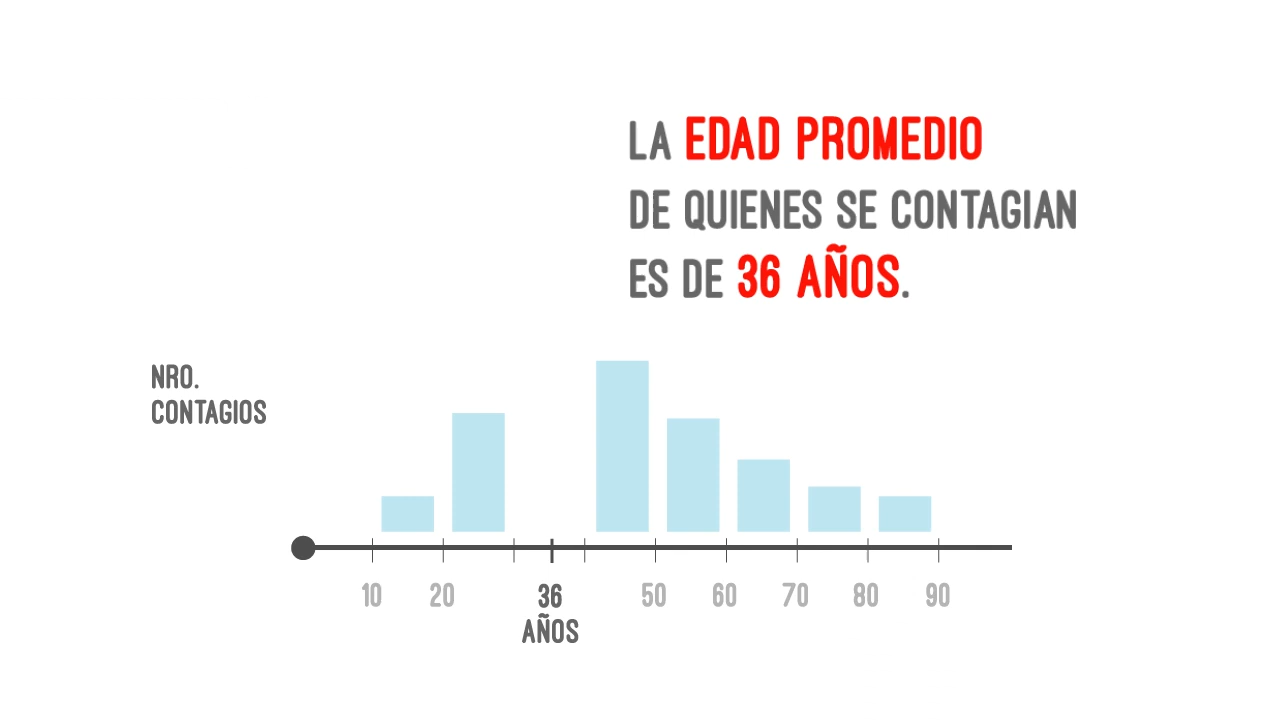 LA EDAD PROMEDIO
DE QUIENES SE CONTAGIAN
ES DE 36 AÑOS.
NRO.
CONTAGIOS
10 20 36 50 60 70 80 90
AÑOS